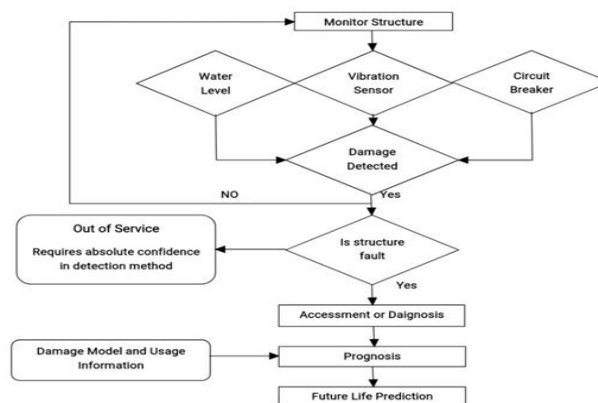 Monitor Structure
Water
Level
Vibration
Sensor
Circuit
Breaker
Damage
Detected
NO
Yes
Out of Service
Requires absolute confidence
in detection method
Is structure
fault
Yes
Accessment or Daignosis
Damage Model and Usage
Information
Prognosis
Future Life Prediction